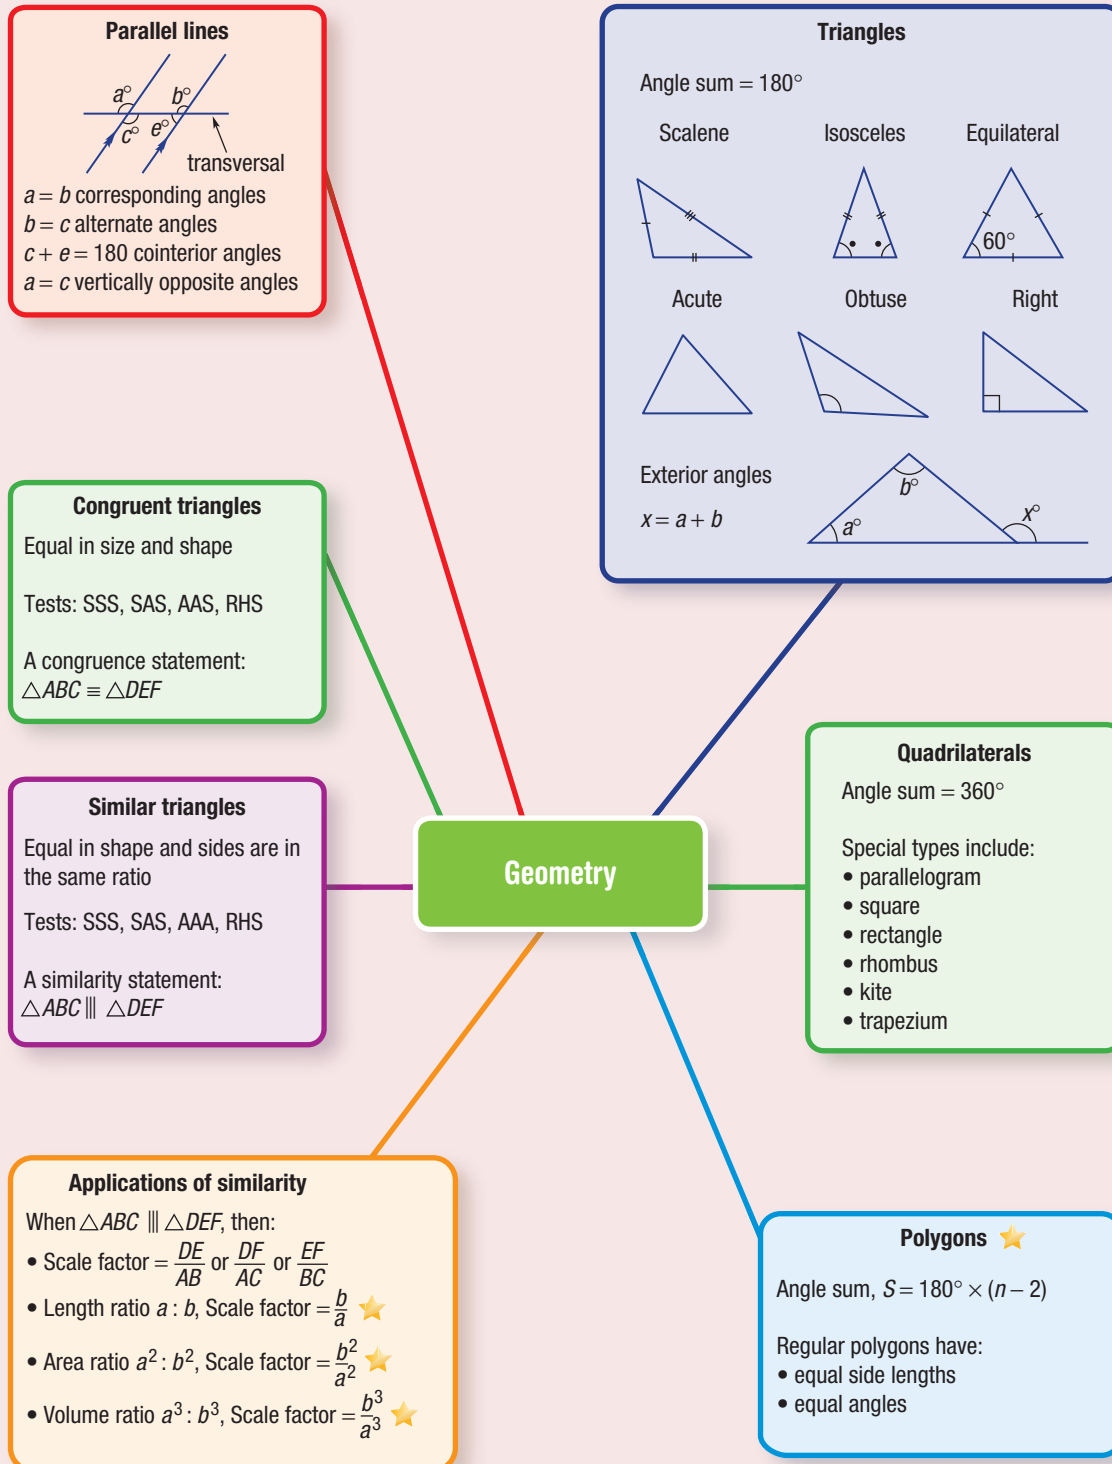 Parallel lines
a° b°
c° e°
transversal
a = b corresponding angles
b = c alternate angles
c + e = 180 cointerior angles
a = c vertically opposite angles
Triangles
Angle sum = 180°
Scalene Isosceles Equilateral
60°
Acute Obtuse Right
Exterior angles
x = a + b
b°
a°
x°
Congruent triangles
Equal in size and shape
Tests: SSS, SAS, AAS, RHS
A congruence statement:
△ABC ≡ △DEF
Similar triangles
Equal in shape and sides are in
the same ratio
Tests: SSS, SAS, AAA, RHS
A similarity statement:
△ABC ||| △DEF
Geometry
Quadrilaterals
Angle sum = 360°
Special types include:
• parallelogram
• square
• rectangle
• rhombus
• kite
• trapezium
Applications of similarity
When △ABC ||| △DEF, then:
• Scale factor = DE/AB or DF/AC or EF/BC
• Length ratio a : b, Scale factor = b/a
• Area ratio a² : b², Scale factor = b²/a²
• Volume ratio a³ : b³, Scale factor = b³/a³
Polygons
Angle sum, S = 180° × (n − 2)
Regular polygons have:
• equal side lengths
• equal angles